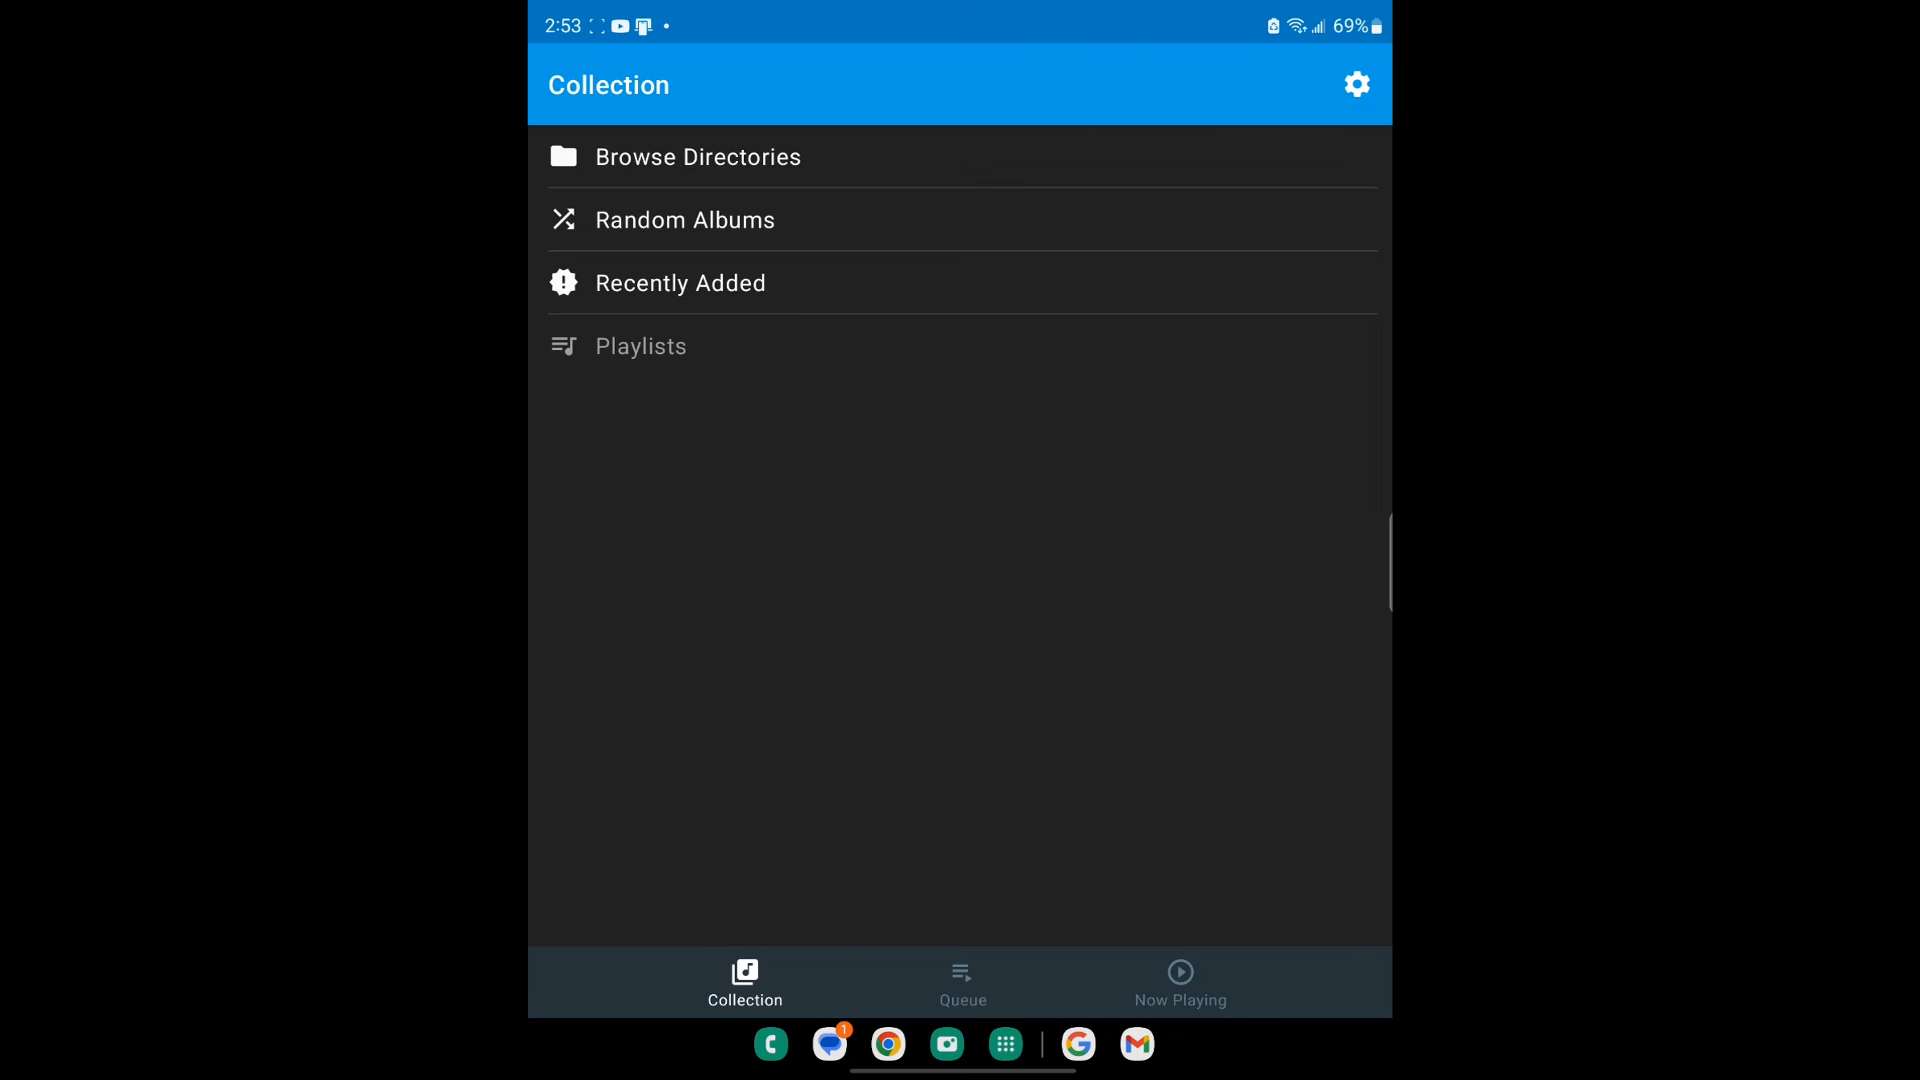 2:53
69%
Collection
Browse Directories
Random Albums
Recently Added
Playlists
Collection
Queue
Now Playing
1